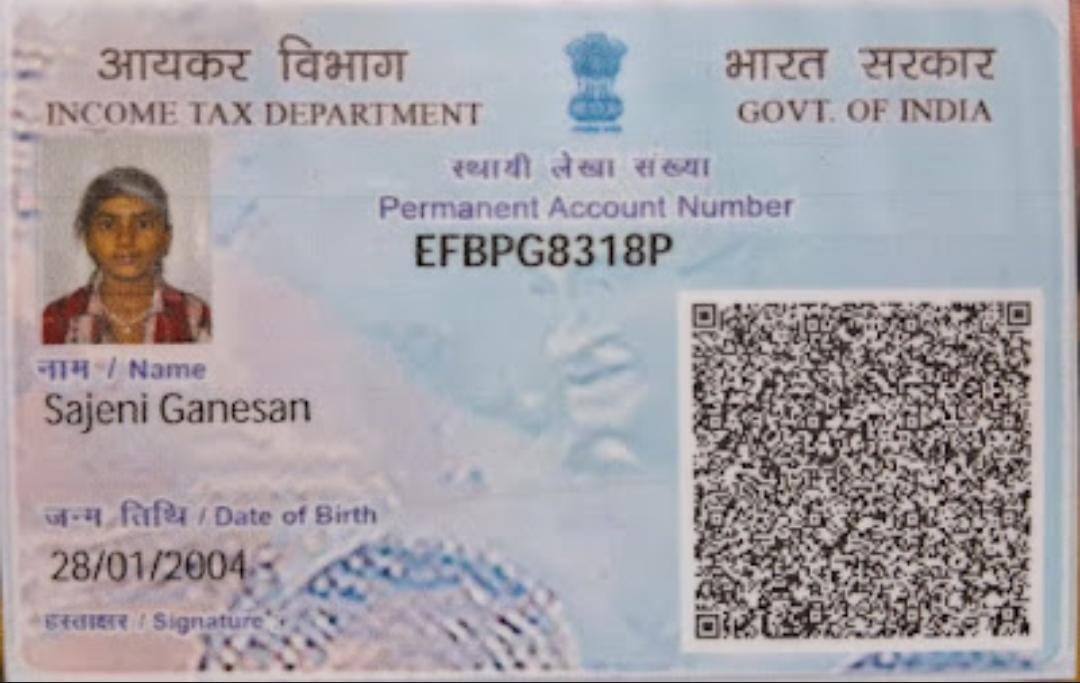 आयकर विभाग
INCOME TAX DEPARTMENT
भारत सरकार
GOVT. OF INDIA
स्थायी लेखा संख्या
Permanent Account Number
EFBPG8318P
नाम / Name
Sajeni Ganesan
जन्म तिथि / Date of Birth
28/01/2004
हस्ताक्षर / Signature